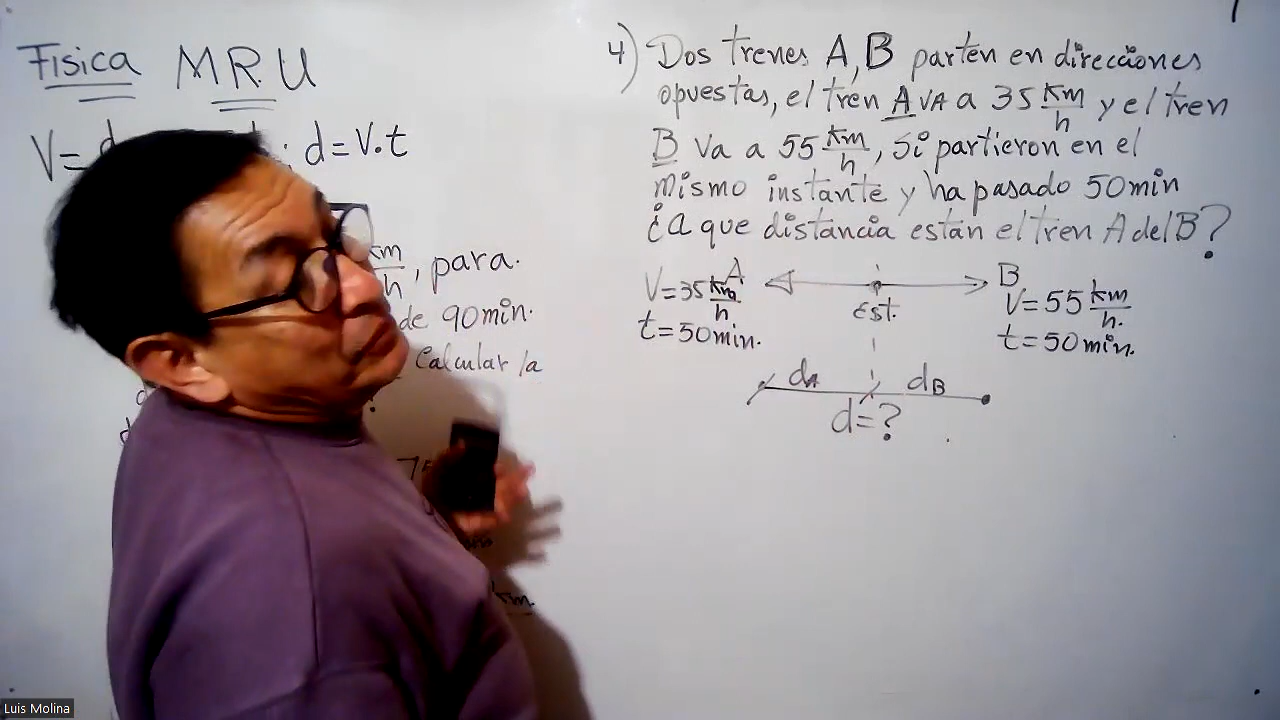 Fisica MRU
V= d : d=V.t
km/h, para.
de 90min.
Calcular la
km.
4) Dos trenes A,B parten en direcciones
opuestas, el tren A va a 35 km/h y el tren
B va a 55 km/h, Si partieron en el
mismo instante y ha pasado 50min
¿a que distancia están el tren A del B?
A B
V=35 km/h
t=50min.
Est.
V=55 km/h.
t=50min.
dA dB
d=?
Luis Molina